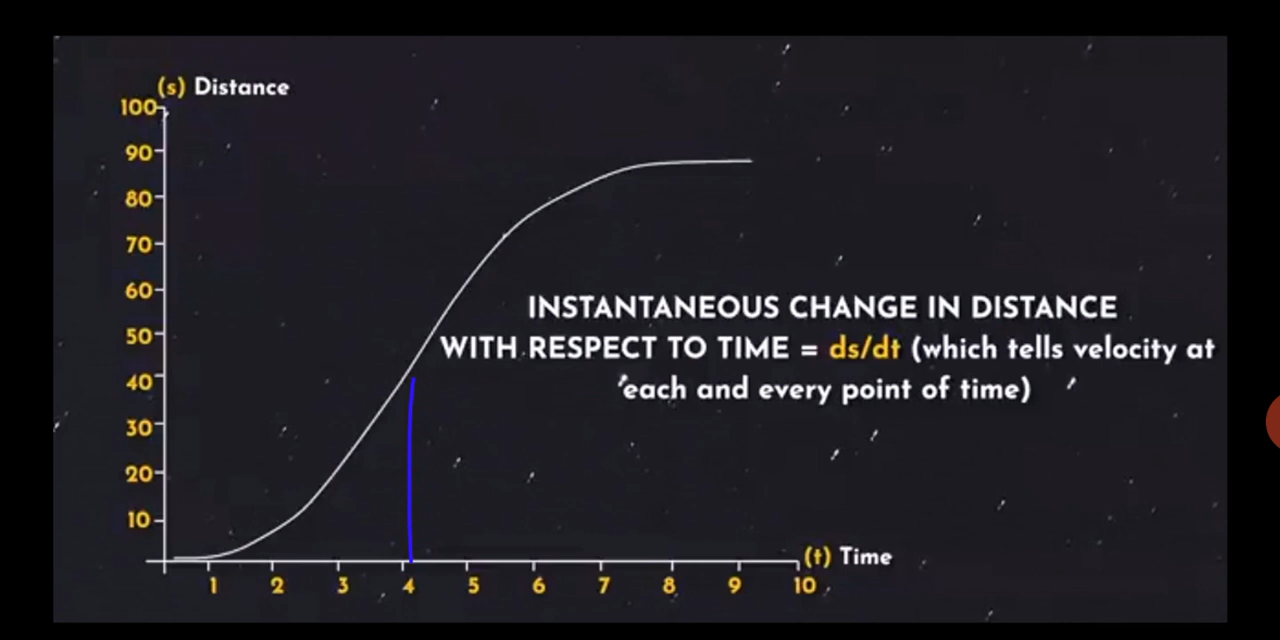 (s) Distance
100
90
80
70
60
50
40
30
20
10
INSTANTANEOUS CHANGE IN DISTANCE
WITH RESPECT TO TIME = ds/dt (which tells velocity at
each and every point of time)
(t) Time
1 2 3 4 5 6 7 8 9 10